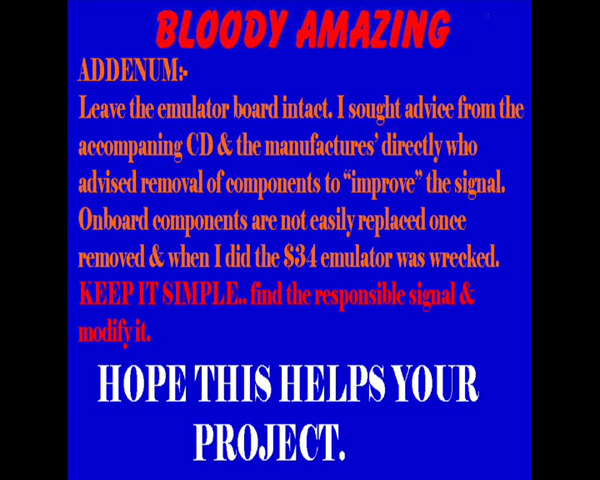 BLOODY AMAZING
ADDENUM:-
Leave the emulator board intact. I sought advice from the
accompaning CD & the manufactures’ directly who
advised removal of components to “improve” the signal.
Onboard components are not easily replaced once
removed & when I did the $34 emulator was wrecked.
KEEP IT SIMPLE.. find the responsible signal &
modify it.
HOPE THIS HELPS YOUR
PROJECT.